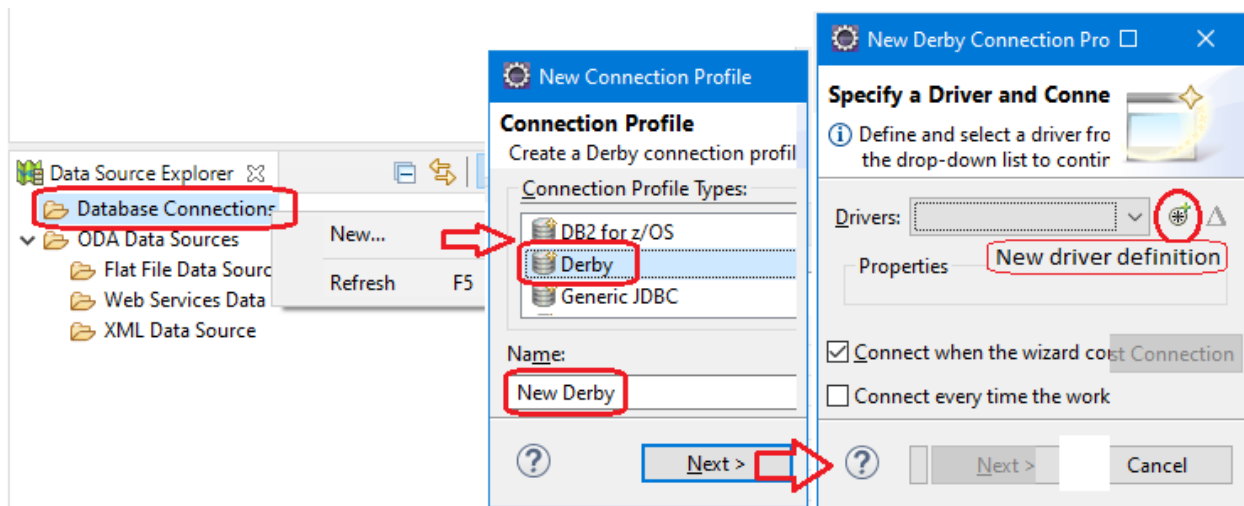 Data Source Explorer
Database Connections
ODA Data Sources
Flat File Data Sourc
Web Services Data
XML Data Source
New...
Refresh F5
New Connection Profile
Connection Profile
Create a Derby connection profil
Connection Profile Types:
DB2 for z/OS
Derby
Generic JDBC
Name:
New Derby
Next >
New Derby Connection Pro
Specify a Driver and Conne
Define and select a driver fro
the drop-down list to contin
Drivers:
New driver definition
Properties
Connect when the wizard con
st Connection
Connect every time the work
Next >
Cancel